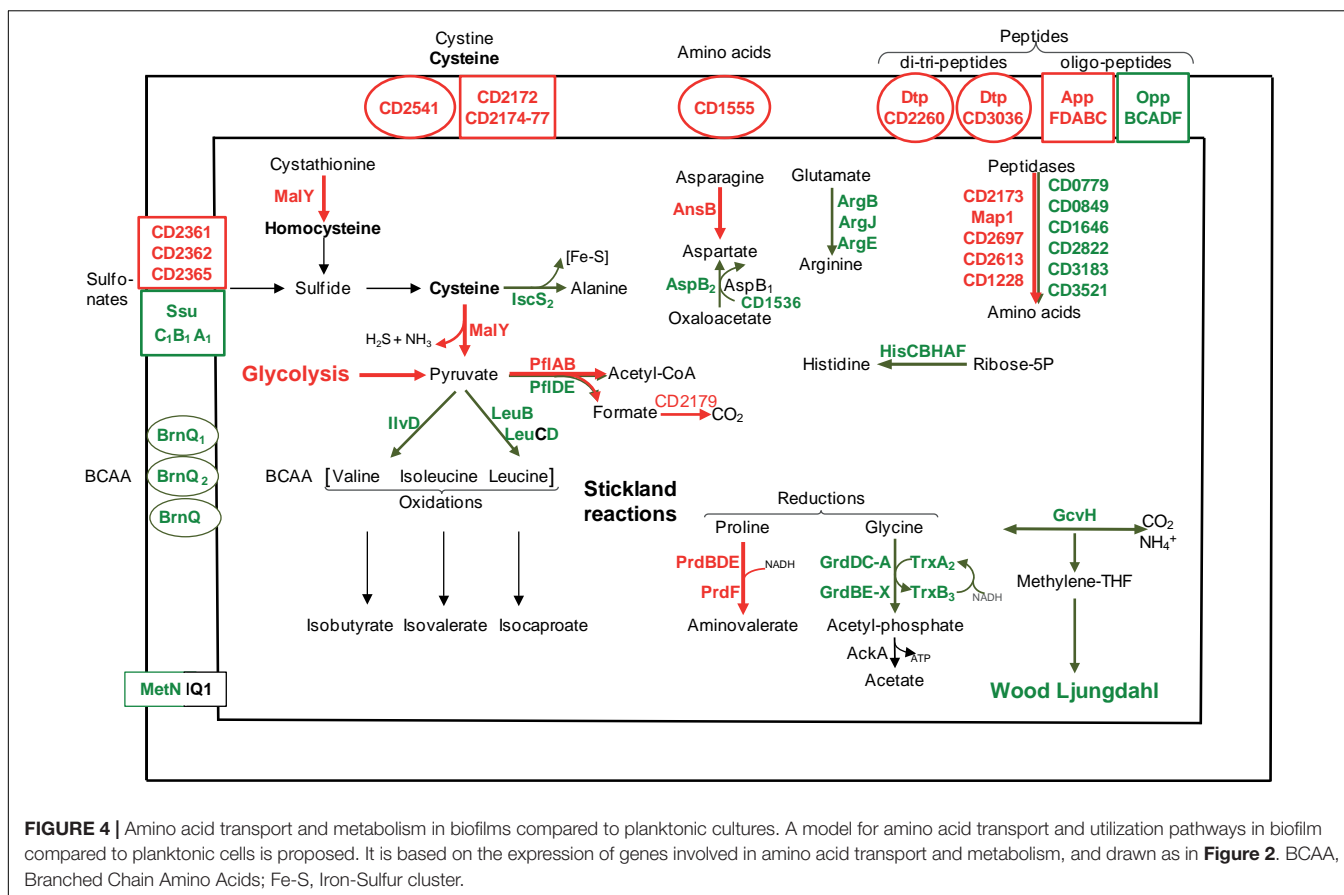 Cystine
Cysteine
Amino acids
Peptides
di-tri-peptides
oligo-peptides
CD2541
CD2172
CD2174-77
CD1555
Dtp
CD2260
Dtp
CD3036
App
FDABC
Opp
BCADF
Cystathionine
MalY
Homocysteine
Asparagine
AnsB
Aspartate
AspB2
AspB1
CD1536
Oxaloacetate
Glutamate
ArgB
ArgJ
ArgE
Arginine
Peptidases
CD2173
Map1
CD2697
CD2613
CD1228
CD0779
CD0849
CD1646
CD2822
CD3183
CD3521
Amino acids
CD2361
CD2362
CD2365
Sulfo-
nates
Ssu
C1B1A1
Sulfide
Cysteine
[Fe-S]
IscS2
Alanine
H2S + NH3
MalY
Histidine
HisCBHAF
Ribose-5P
Glycolysis
Pyruvate
PflAB
PflDE
Acetyl-CoA
Formate
CD2179
CO2
IlvD
LeuB
LeuCD
BrnQ1
BCAA
BrnQ2
BrnQ
BCAA
[Valine Isoleucine Leucine]
Oxidations
Stickland
reactions
Reductions
Proline
PrdBDE
NADH
PrdF
Aminovalerate
Glycine
GrdDC-A
TrxA2
GrdBE-X
TrxB3
NADH
Acetyl-phosphate
AckA
ATP
Acetate
GcvH
CO2
NH4+
Methylene-THF
Wood Ljungdahl
Isobutyrate
Isovalerate
Isocaproate
MetN IQ1
FIGURE 4 | Amino acid transport and metabolism in biofilms compared to planktonic cultures. A model for amino acid transport and utilization pathways in biofilm
compared to planktonic cells is proposed. It is based on the expression of genes involved in amino acid transport and metabolism, and drawn as in Figure 2. BCAA,
Branched Chain Amino Acids; Fe-S, Iron-Sulfur cluster.